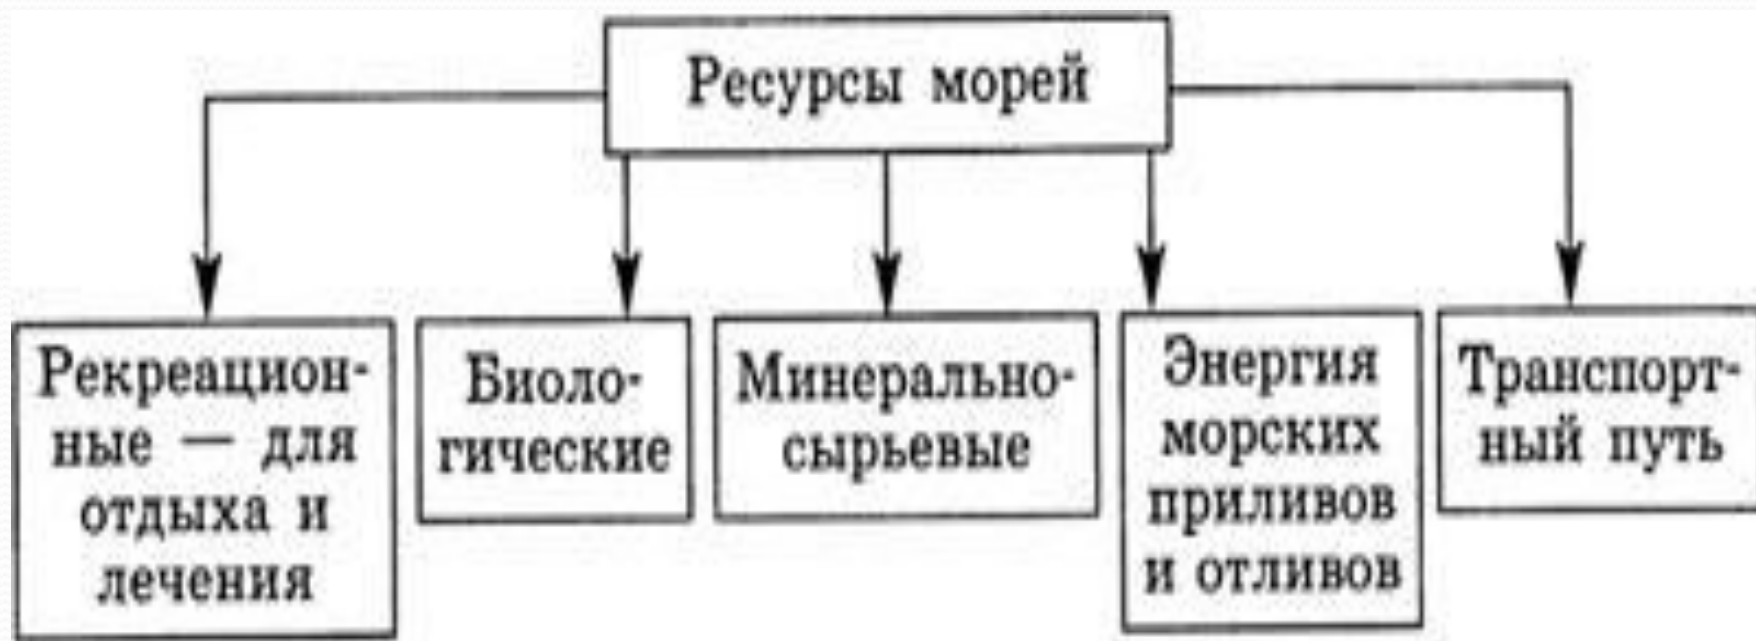 Ресурсы морей
Рекреацион-
ные — для
отдыха и
лечения
Биоло-
гические
Минерально-
сырьевые
Энергия
морских
приливов
и отливов
Транспорт-
ный путь